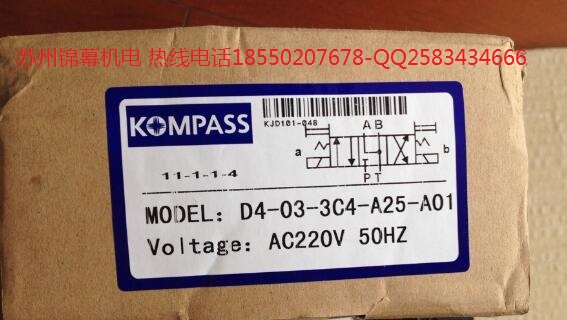 苏州锦幕机电 热线电话18550207678-QQ2583434666
KOMPASS
KJD101-048
A B
a
b
P T
11-1-1-4
MODEL: D4-03-3C4-A25-A01
Voltage: AC220V 50HZ